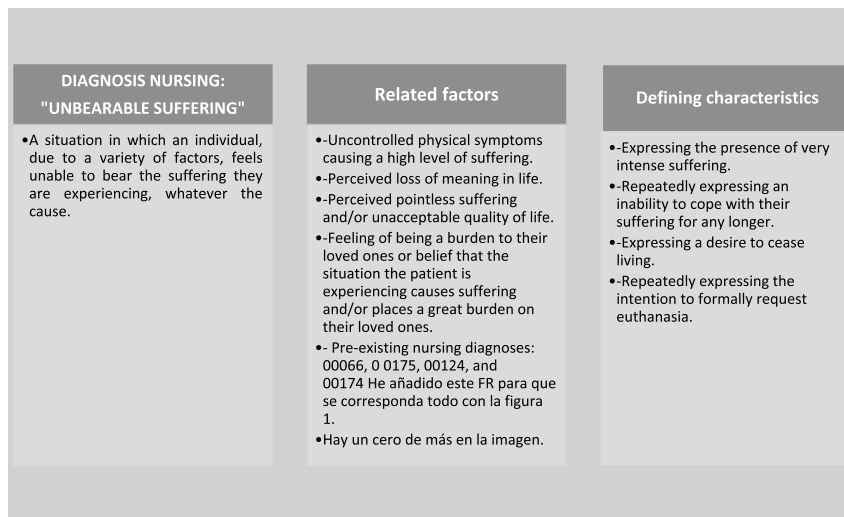 DIAGNOSIS NURSING:
"UNBEARABLE SUFFERING"
•A situation in which an individual,
due to a variety of factors, feels
unable to bear the suffering they
are experiencing, whatever the
cause.
Related factors
•-Uncontrolled physical symptoms
causing a high level of suffering.
•-Perceived loss of meaning in life.
•-Perceived pointless suffering
and/or unacceptable quality of life.
•-Feeling of being a burden to their
loved ones or belief that the
situation the patient is
experiencing causes suffering
and/or places a great burden on
their loved ones.
•- Pre-existing nursing diagnoses:
00066, 0 0175, 00124, and
00174 He añadido este FR para que
se corresponda todo con la figura
1.
•Hay un cero de más en la imagen.
Defining characteristics
•-Expressing the presence of very
intense suffering.
•-Repeatedly expressing an
inability to cope with their
suffering for any longer.
•-Expressing a desire to cease
living.
•-Repeatedly expressing the
intention to formally request
euthanasia.